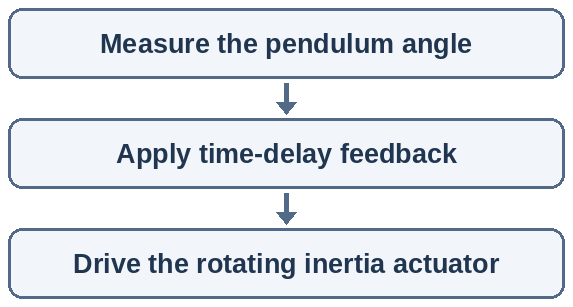 Measure the pendulum angle
Apply time-delay feedback
Drive the rotating inertia actuator